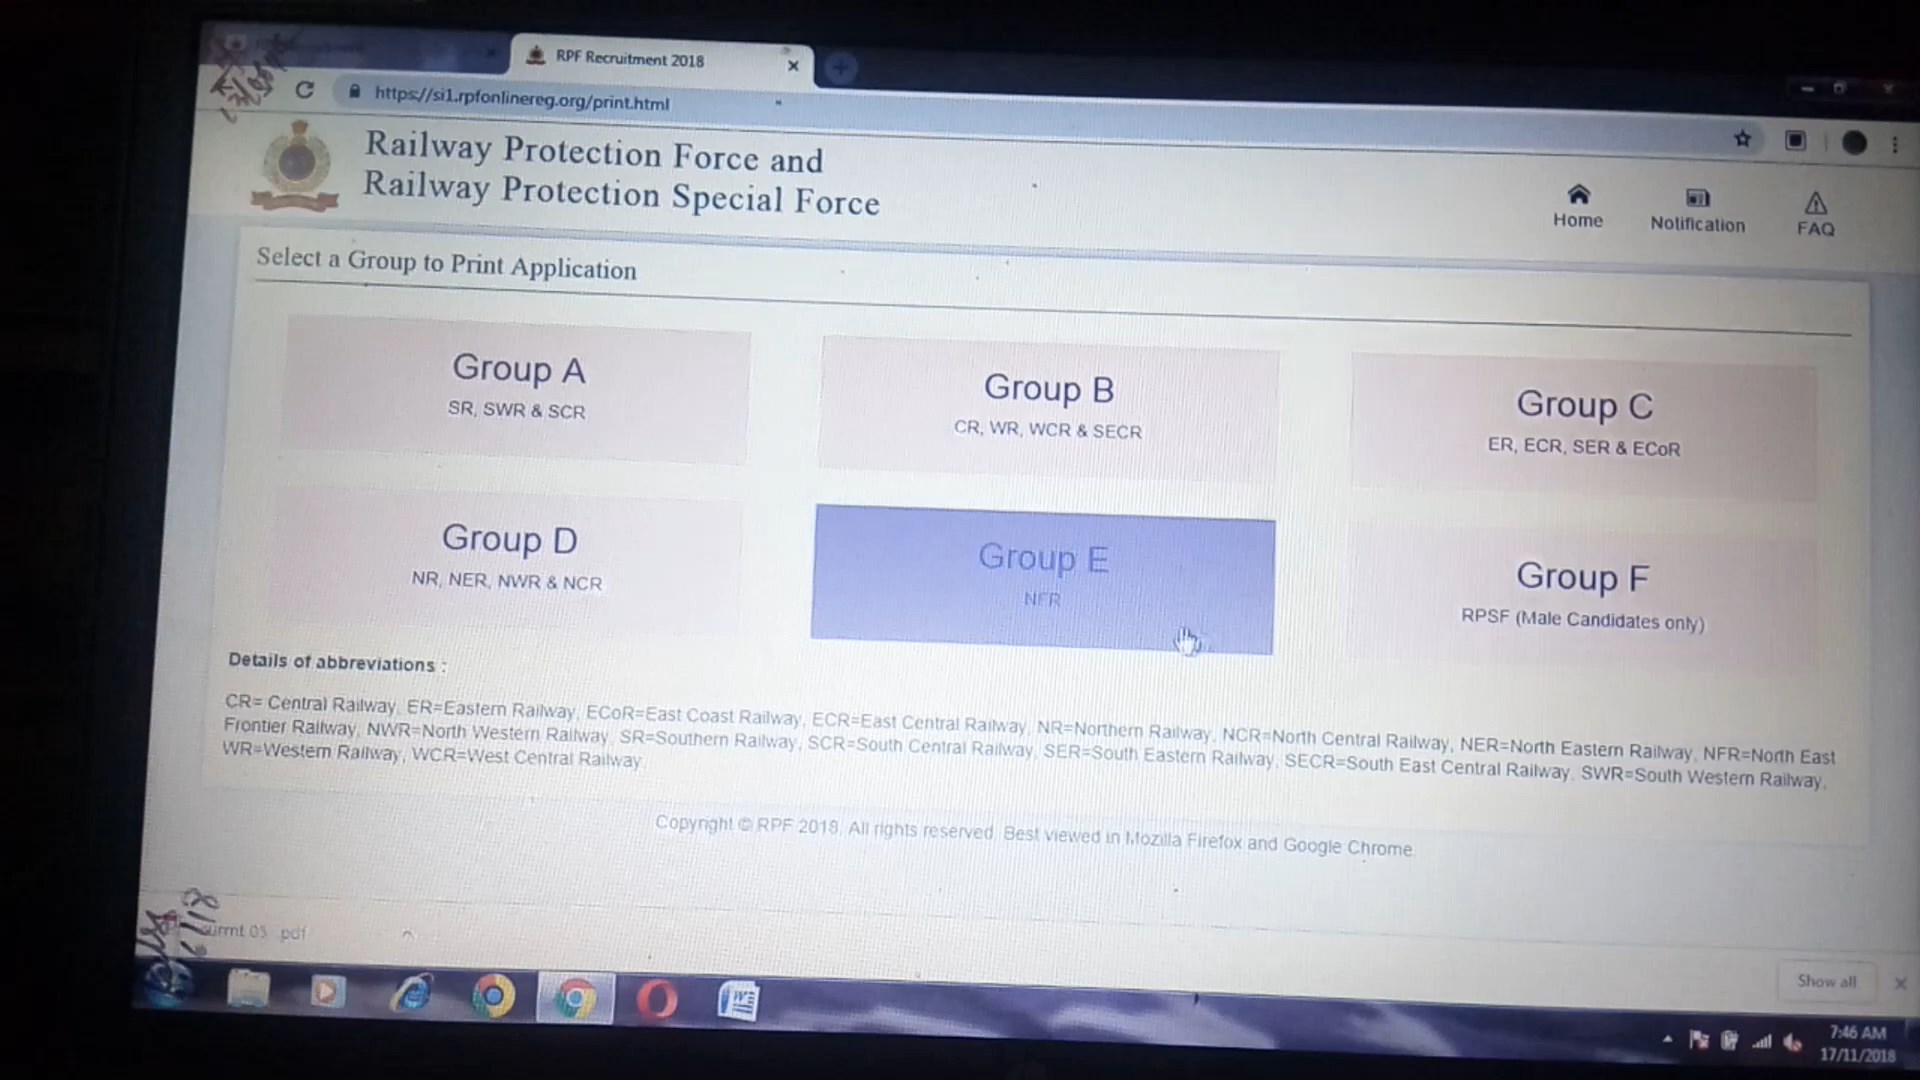 RPF Recruitment 2018
https://si1.rpfonlinereg.org/print.html
Railway Protection Force and
Railway Protection Special Force
Home
Notification
FAQ
Select a Group to Print Application
Group A
SR, SWR & SCR
Group B
CR, WR, WCR & SECR
Group C
ER, ECR, SER & ECoR
Group D
NR, NER, NWR & NCR
Group E
NFR
Group F
RPSF (Male Candidates only)
Details of abbreviations :
CR= Central Railway, ER=Eastern Railway, ECoR=East Coast Railway, ECR=East Central Railway, NR=Northern Railway, NCR=North Central Railway, NER=North Eastern Railway, NFR=North East
Frontier Railway, NWR=North Western Railway, SR=Southern Railway, SCR=South Central Railway, SER=South Eastern Railway, SECR=South East Central Railway, SWR=South Western Railway,
WR=Western Railway, WCR=West Central Railway.
Copyright © RPF 2018. All rights reserved. Best viewed in Mozilla Firefox and Google Chrome.
03 .pdf
Show all
7:46 AM
17/11/2018